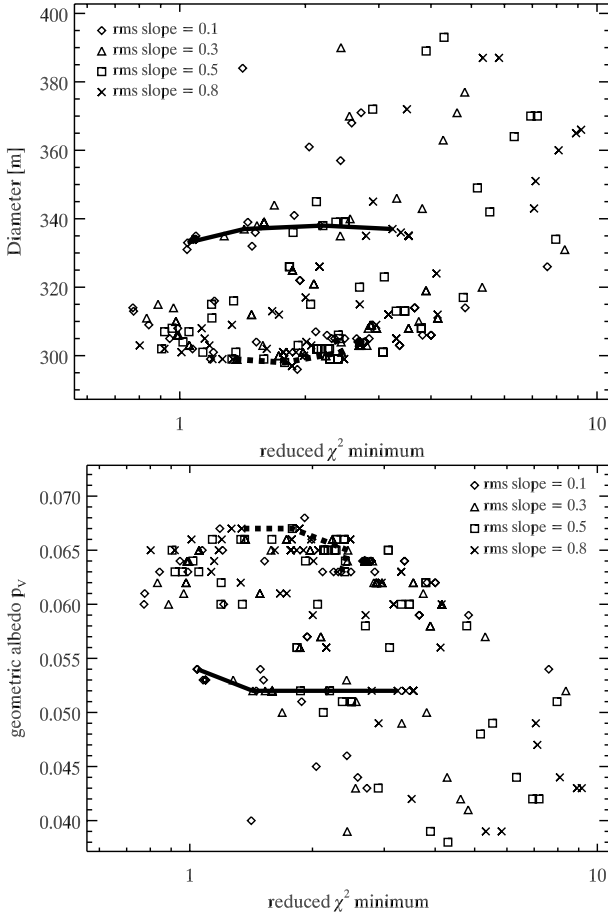 400
380
360
340
320
300
Diameter [m]
rms slope = 0.1
rms slope = 0.3
rms slope = 0.5
rms slope = 0.8
1
10
reduced χ² minimum
0.070
0.065
0.060
0.055
0.050
0.045
0.040
geometric albedo pV
rms slope = 0.1
rms slope = 0.3
rms slope = 0.5
rms slope = 0.8
1
10
reduced χ² minimum